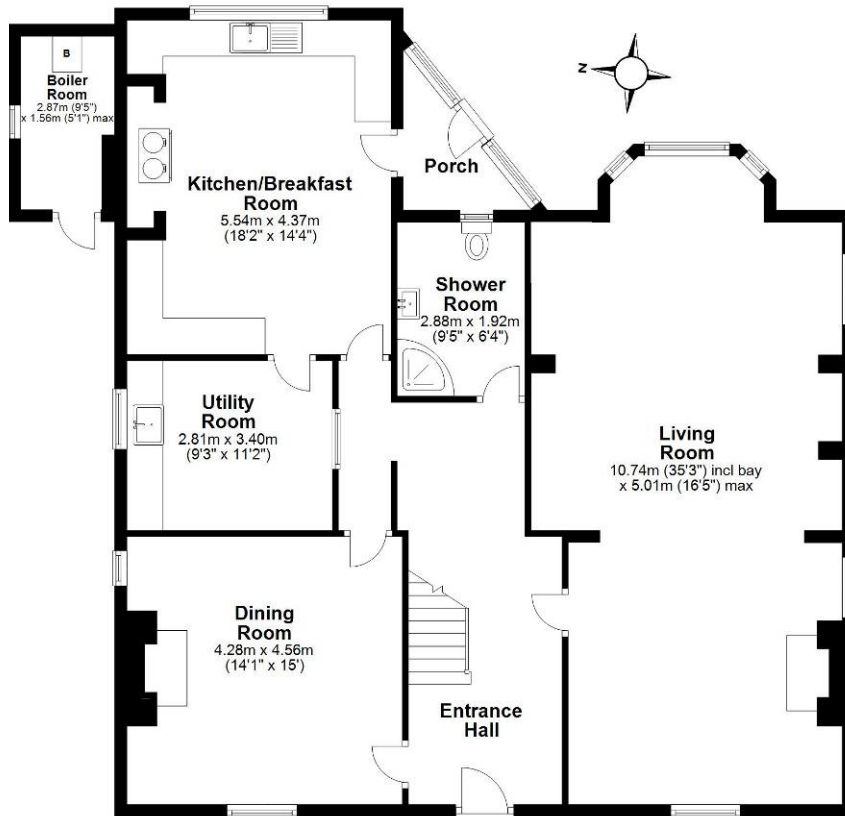 B
Boiler
Room
2.87m (9'5")
x 1.56m (5'1") max
N
Kitchen/Breakfast
Room
5.54m x 4.37m
(18'2" x 14'4")
Porch
Shower
Room
2.88m x 1.92m
(9'5" x 6'4")
Utility
Room
2.81m x 3.40m
(9'3" x 11'2")
Living
Room
10.74m (35'3") incl bay
x 5.01m (16'5") max
Dining
Room
4.28m x 4.56m
(14'1" x 15')
Entrance
Hall